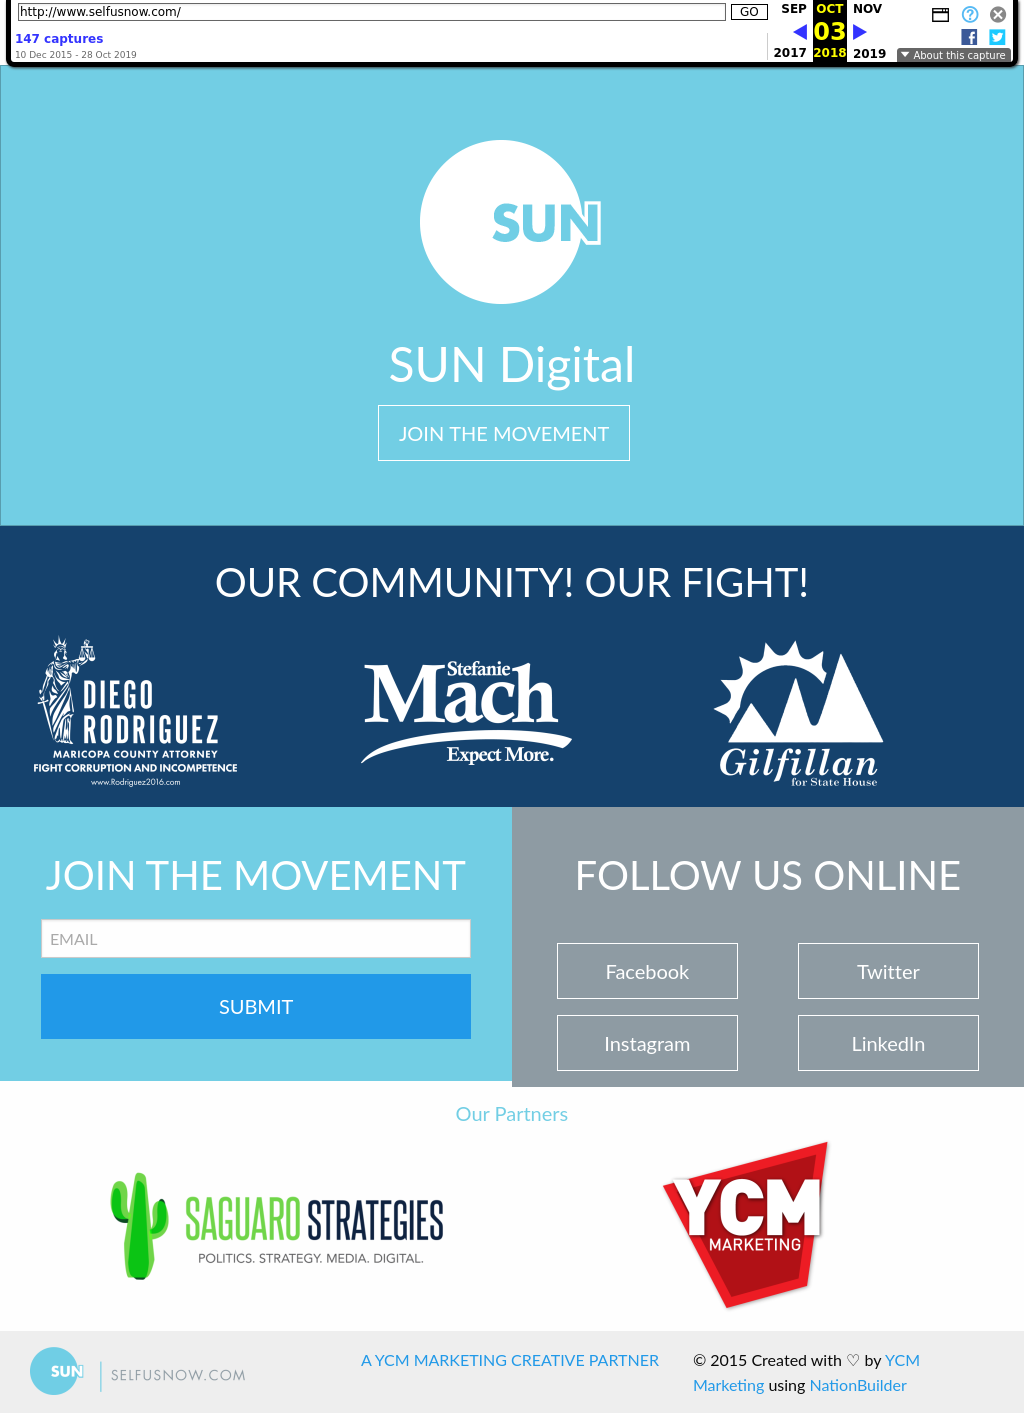 http://www.selfusnow.com/
GO
SEP OCT NOV
147 captures
03
10 Dec 2015 - 28 Oct 2019
2017 2018 2019
About this capture
SUN
SUN Digital
JOIN THE MOVEMENT
OUR COMMUNITY! OUR FIGHT!
DIEGO
RODRIGUEZ
MARICOPA COUNTY ATTORNEY
FIGHT CORRUPTION AND INCOMPETENCE
www.Rodriguez2016.com
Stefanie
Mach
Expect More.
Gilfillan
for State House
JOIN THE MOVEMENT
EMAIL
SUBMIT
FOLLOW US ONLINE
Facebook Twitter
Instagram LinkedIn
Our Partners
SAGUARO STRATEGIES
POLITICS. STRATEGY. MEDIA. DIGITAL.
YCM
MARKETING
SUN | SELFUSNOW.COM
A YCM MARKETING CREATIVE PARTNER
© 2015 Created with ♡ by YCM
Marketing using NationBuilder